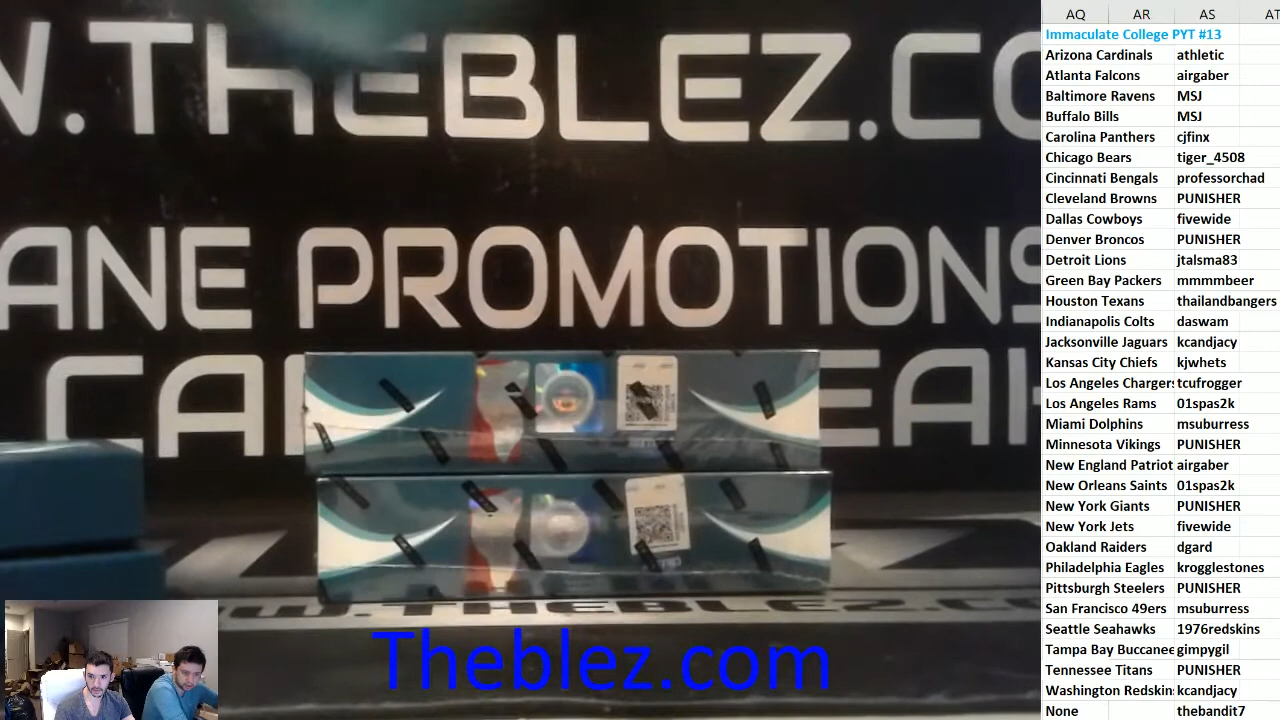 W.THEBLEZ.CO
ANE PROMOTIONS
CA EAK
WWW.THEBLEZ.CO
Theblez.com
AQ AR AS AT
Immaculate College PYT #13
Arizona Cardinals athletic
Atlanta Falcons airgaber
Baltimore Ravens MSJ
Buffalo Bills MSJ
Carolina Panthers cjfinx
Chicago Bears tiger_4508
Cincinnati Bengals professorchad
Cleveland Browns PUNISHER
Dallas Cowboys fivewide
Denver Broncos PUNISHER
Detroit Lions jtalsma83
Green Bay Packers mmmmbeer
Houston Texans thailandbangers
Indianapolis Colts daswam
Jacksonville Jaguars kcandjacy
Kansas City Chiefs kjwhets
Los Angeles Chargers tcufrogger
Los Angeles Rams 01spas2k
Miami Dolphins msuburress
Minnesota Vikings PUNISHER
New England Patriot airgaber
New Orleans Saints 01spas2k
New York Giants PUNISHER
New York Jets fivewide
Oakland Raiders dgard
Philadelphia Eagles krogglestones
Pittsburgh Steelers PUNISHER
San Francisco 49ers msuburress
Seattle Seahawks 1976redskins
Tampa Bay Buccanee gimpygil
Tennessee Titans PUNISHER
Washington Redskins kcandjacy
None thebandit7